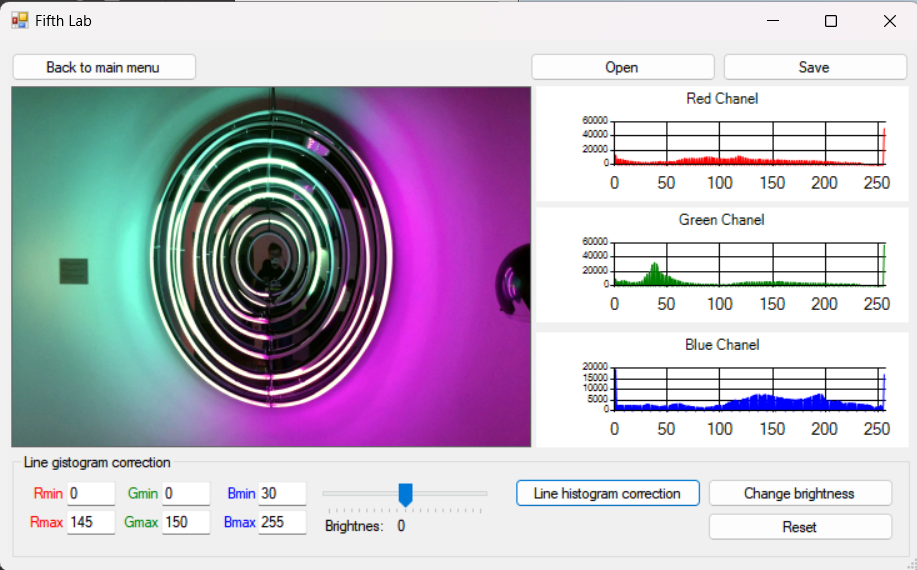 Fifth Lab
Back to main menu
Open
Save
Red Chanel
60000
40000
20000
0
0 50 100 150 200 250
Green Chanel
60000
40000
20000
0
0 50 100 150 200 250
Blue Chanel
20000
15000
10000
5000
0
0 50 100 150 200 250
Line gistogram correction
Rmin 0 Gmin 0 Bmin 30
Rmax 145 Gmax 150 Bmax 255
Brightnes: 0
Line histogram correction
Change brightness
Reset